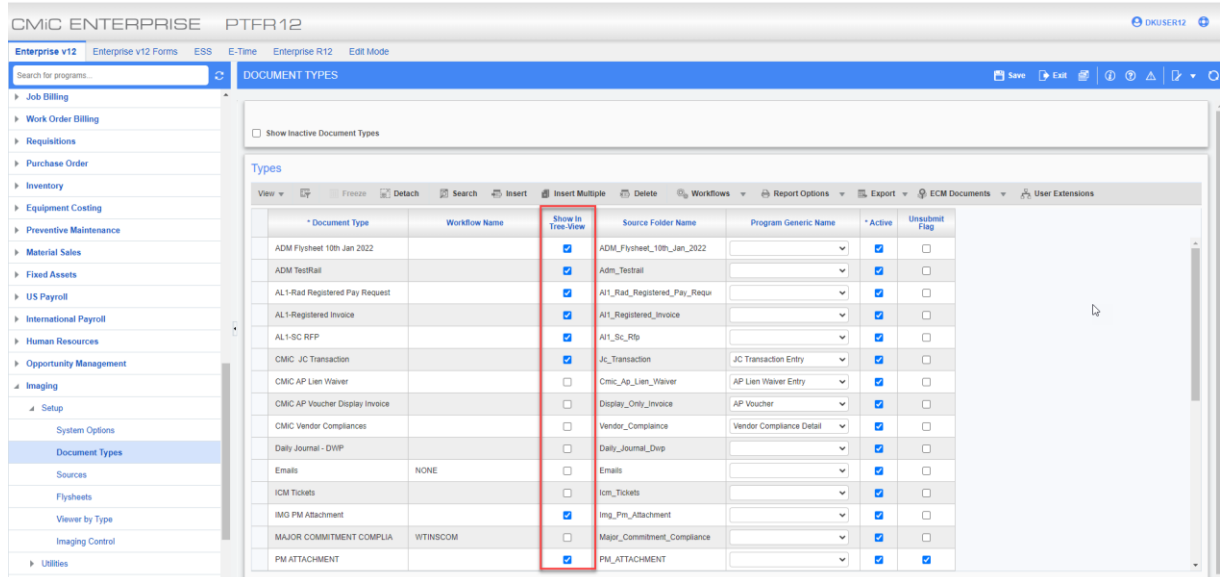 CMiC ENTERPRISE PTFR12 DKUSER12
Enterprise v12 Enterprise v12 Forms ESS E-Time Enterprise R12 Edit Mode
Search for programs...
Job Billing
Work Order Billing
Requisitions
Purchase Order
Inventory
Equipment Costing
Preventive Maintenance
Material Sales
Fixed Assets
US Payroll
International Payroll
Human Resources
Opportunity Management
Imaging
Setup
System Options
Document Types
Sources
Flysheets
Viewer by Type
Imaging Control
Utilities
DOCUMENT TYPES Save Exit
Show Inactive Document Types
Types
View Freeze Detach Search Insert Insert Multiple Delete Workflows Report Options Export ECM Documents User Extensions
* Document Type Workflow Name Show In Tree-View Source Folder Name Program Generic Name * Active Unsubmit Flag
ADM Flysheet 10th Jan 2022 ADM_Flysheet_10th_Jan_2022
ADM TestRail Adm_Testrail
AL1-Rad Registered Pay Request Al1_Rad_Registered_Pay_Reque
AL1-Registered Invoice Al1_Registered_Invoice
AL1-SC RFP Al1_Sc_Rfp
CMiC JC Transaction Jc_Transaction JC Transaction Entry
CMiC AP Lien Waiver Cmic_Ap_Lien_Waiver AP Lien Waiver Entry
CMiC AP Voucher Display Invoice Display_Only_Invoice AP Voucher
CMiC Vendor Compliances Vendor_Complaince Vendor Compliance Detail
Daily Journal - DWP Daily_Journal_Dwp
Emails NONE Emails
ICM Tickets Icm_Tickets
IMG PM Attachment Img_Pm_Attachment
MAJOR COMMITMENT COMPLIA WTINSCOM Major_Commitment_Compliance
PM ATTACHMENT PM_ATTACHMENT